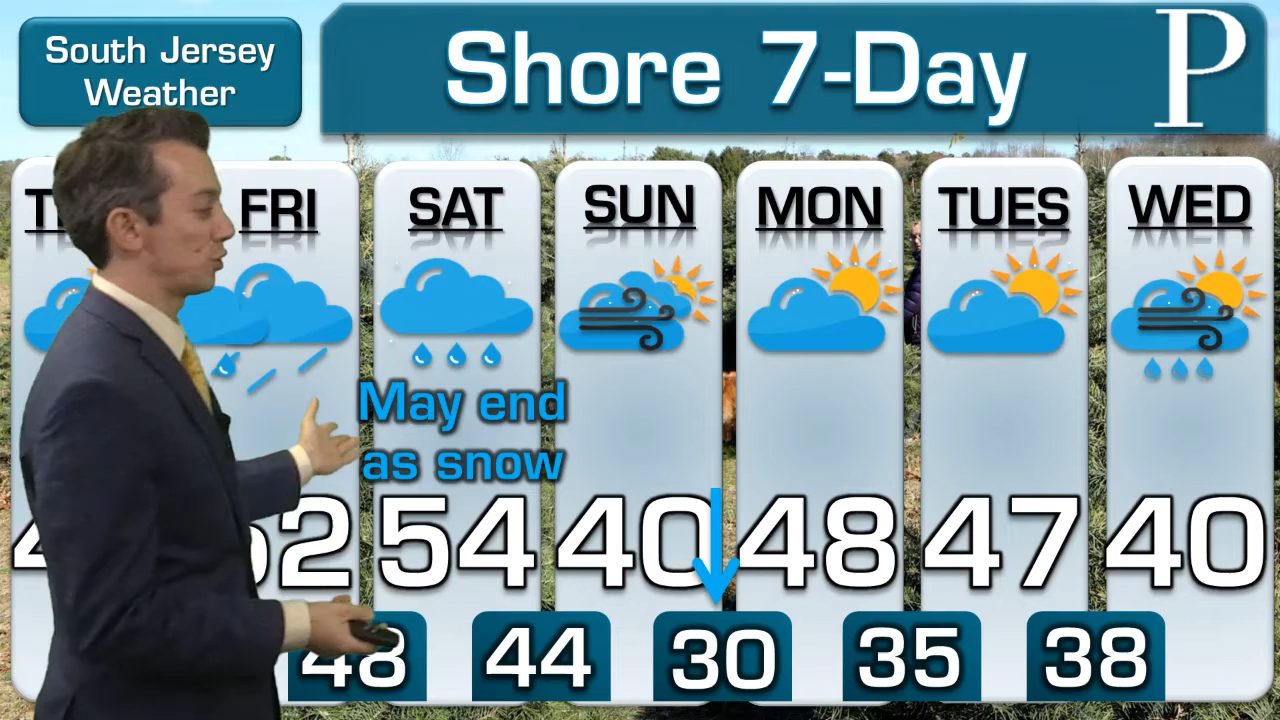 South Jersey
Weather
Shore 7-Day
P
FRI
SAT
SUN
MON
TUES
WED
May end
as snow
54
40
48
47
40
48
44
30
35
38